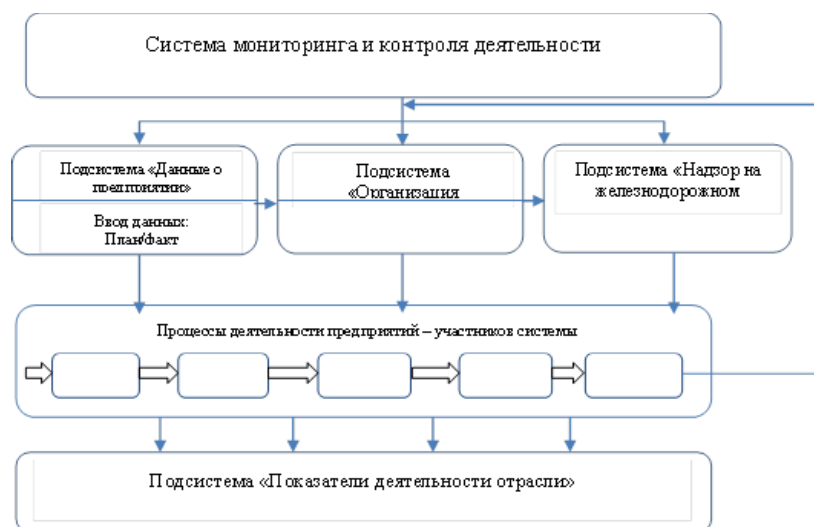 Система мониторинга и контроля деятельности
Подсистема «Данные о
предприятии»
Ввод данных:
План/факт
Подсистема
«Организация
Подсистема «Надзор на
железнодорожном
Процессы деятельности предприятий – участников системы
Подсистема «Показатели деятельности отрасли»